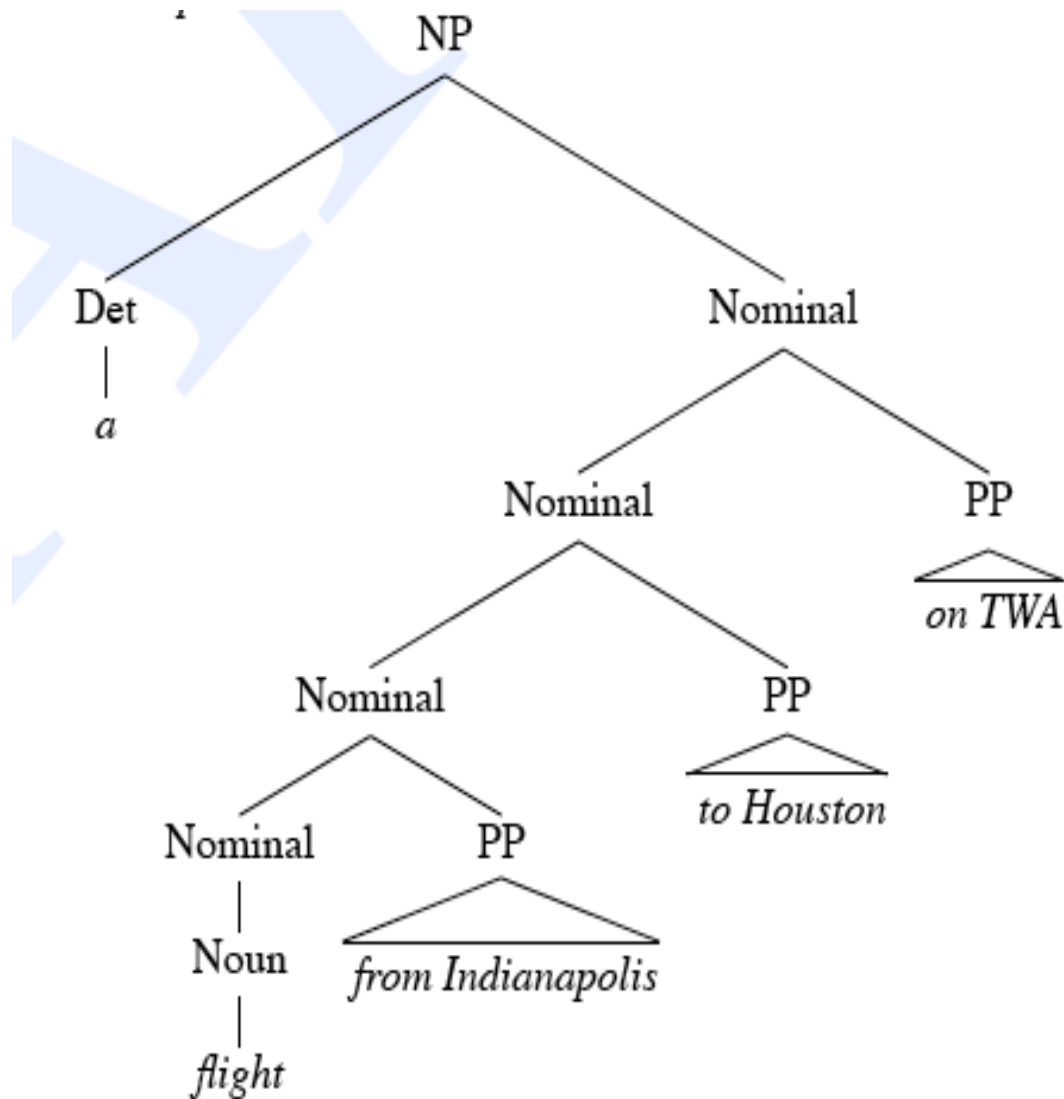 NP
Det Nominal
a
Nominal PP
on TWA
Nominal PP
to Houston
Nominal PP
Noun from Indianapolis
flight